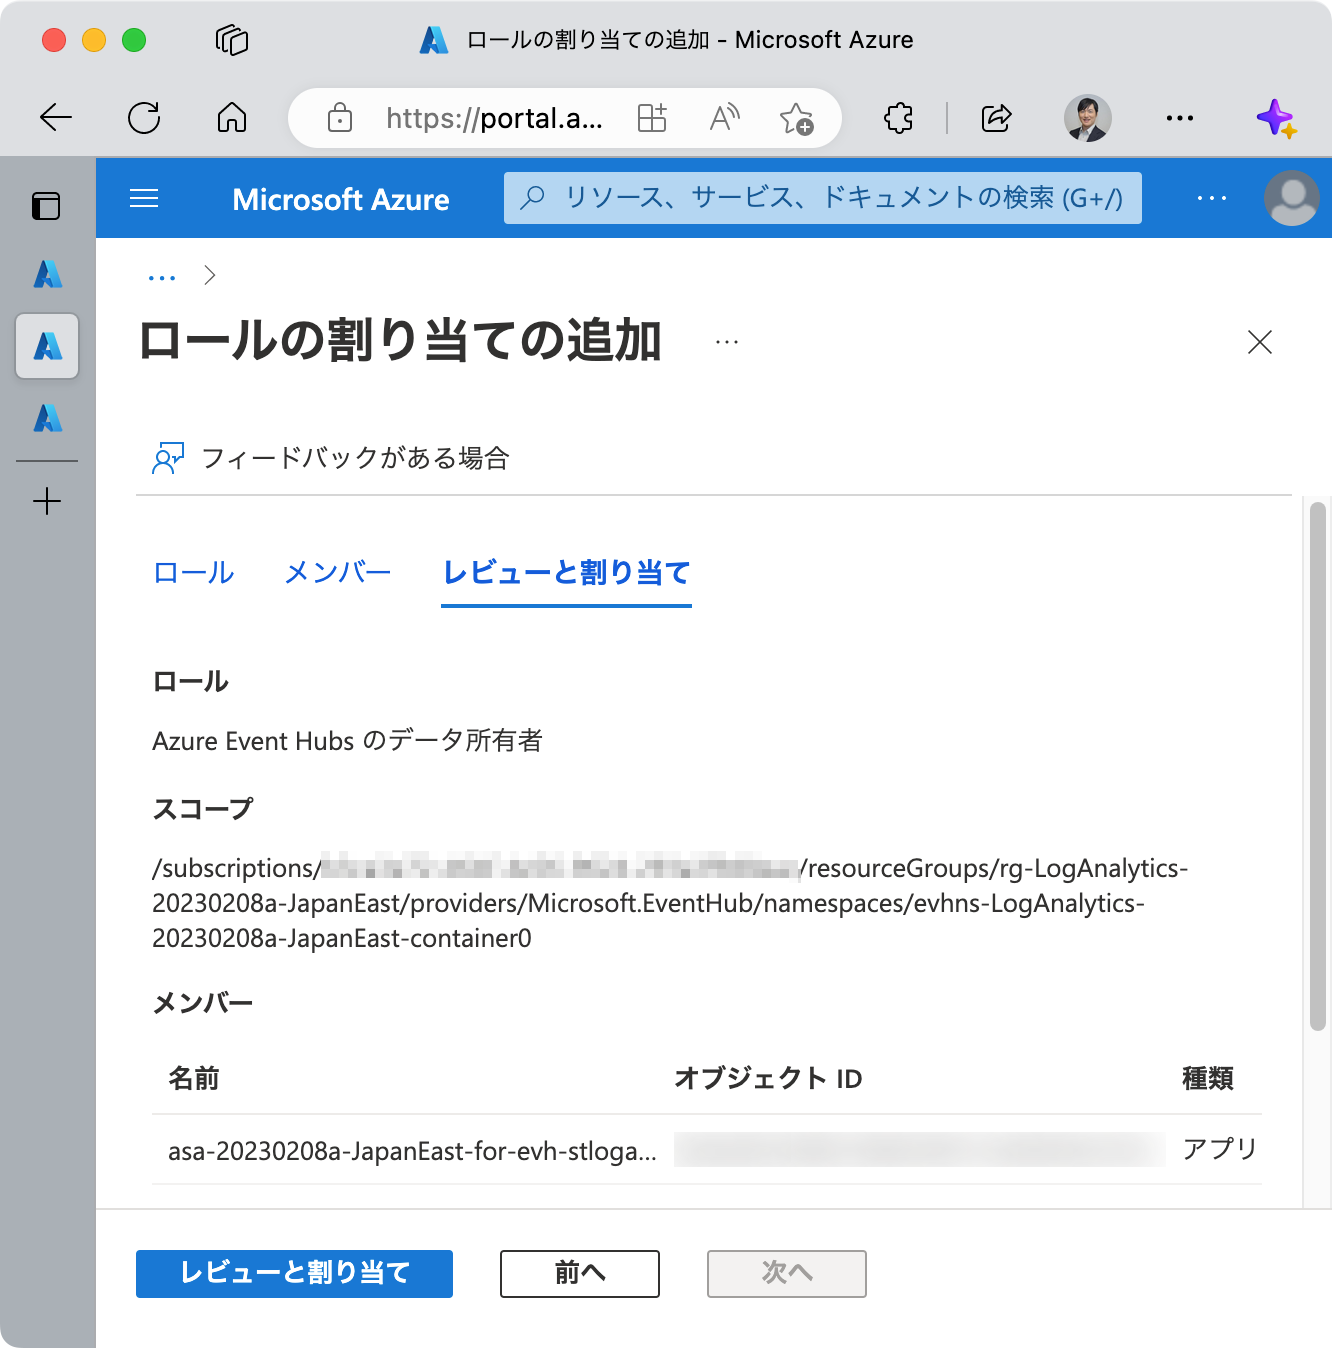 ロールの割り当ての追加 - Microsoft Azure
https://portal.a...
Microsoft Azure
リソース、サービス、ドキュメントの検索 (G+/)
ロールの割り当ての追加
フィードバックがある場合
ロール メンバー レビューと割り当て
ロール
Azure Event Hubs のデータ所有者
スコープ
/subscriptions/ /resourceGroups/rg-LogAnalytics-
20230208a-JapanEast/providers/Microsoft.EventHub/namespaces/evhns-LogAnalytics-
20230208a-JapanEast-container0
メンバー
名前 オブジェクト ID 種類
asa-20230208a-JapanEast-for-evh-stloga... アプリ
レビューと割り当て 前へ 次へ